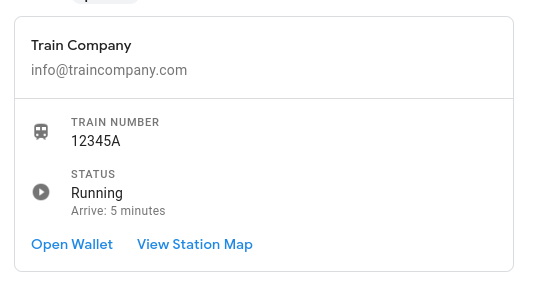 Train Company
info@traincompany.com
TRAIN NUMBER
12345A
STATUS
Running
Arrive: 5 minutes
Open Wallet View Station Map